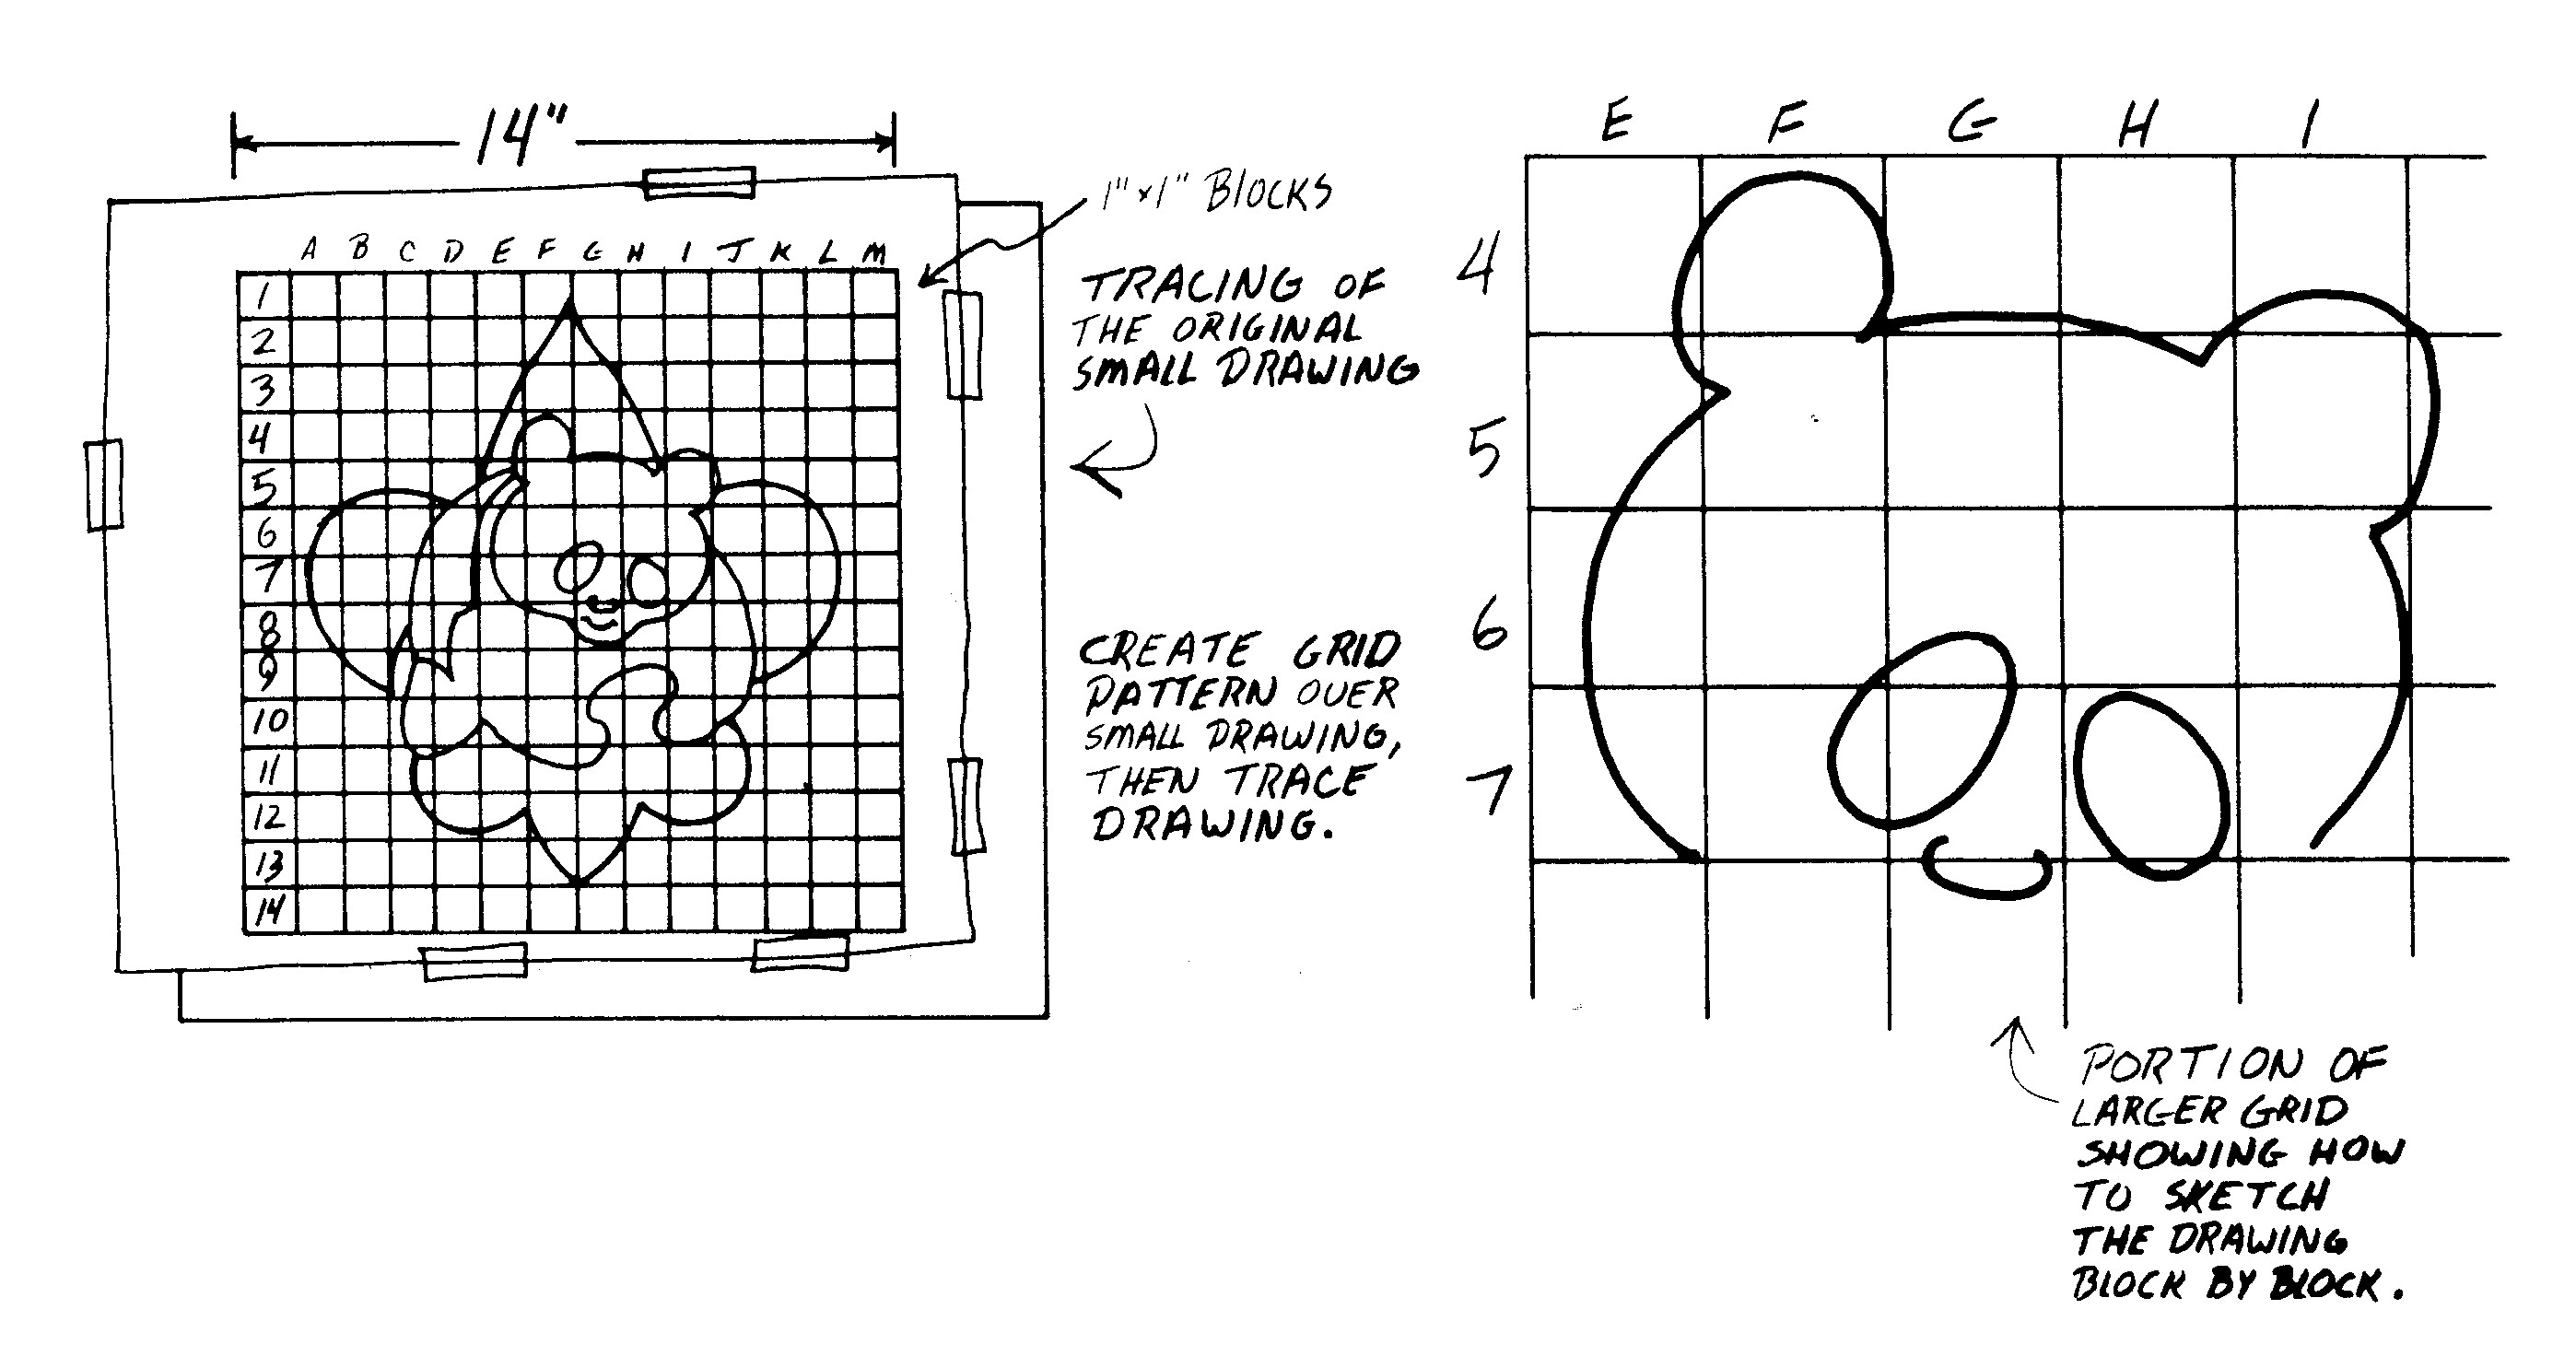 14"
1"x1" BLOCKS
A B C D E F G H I J K L M
1
2
3
4
5
6
7
8
9
10
11
12
13
14
TRACING OF
THE ORIGINAL
SMALL DRAWING
CREATE GRID
PATTERN OVER
SMALL DRAWING,
THEN TRACE
DRAWING.
E F G H I
4
5
6
7
PORTION OF
LARGER GRID
SHOWING HOW
TO SKETCH
THE DRAWING
BLOCK BY BLOCK.